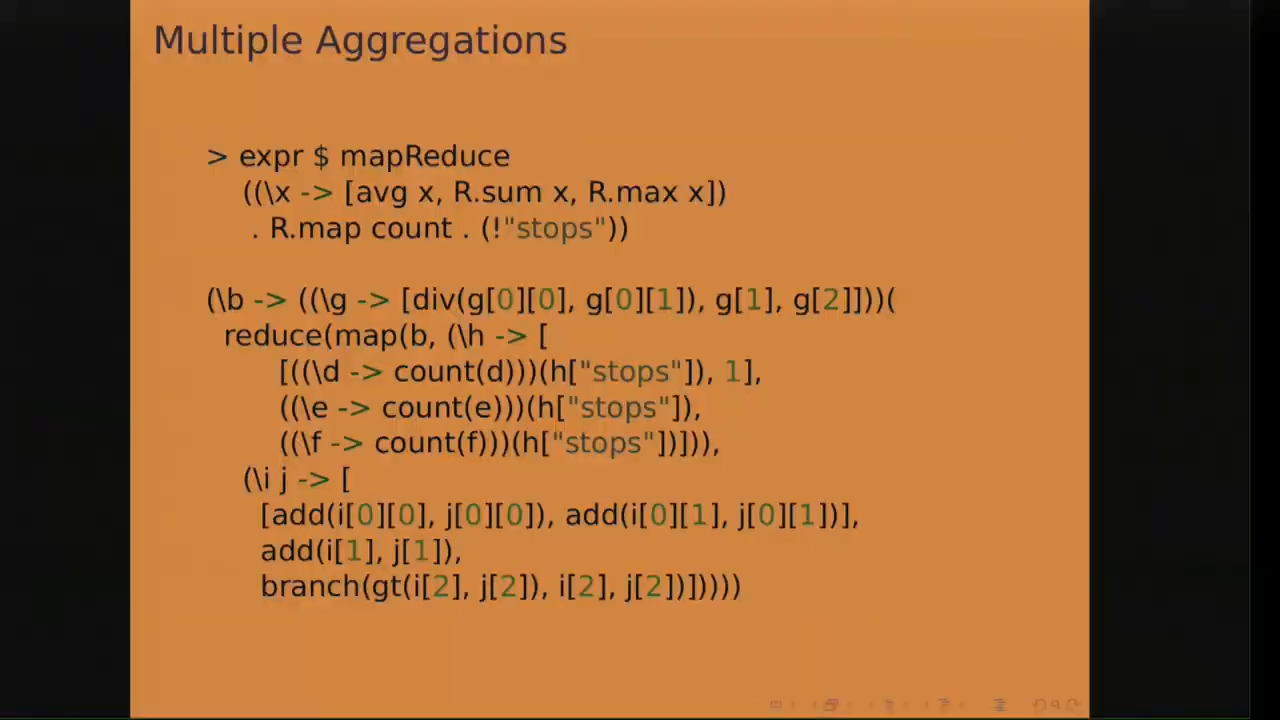 Multiple Aggregations
> expr $ mapReduce
((\x -> [avg x, R.sum x, R.max x])
. R.map count . (!"stops"))
(\b -> ((\g -> [div(g[0][0], g[0][1]), g[1], g[2]]))(
reduce(map(b, (\h -> [
[((\d -> count(d)))(h["stops"]), 1],
((\e -> count(e)))(h["stops"]),
((\f -> count(f)))(h["stops"])])),
(\i j -> [
[add(i[0][0], j[0][0]), add(i[0][1], j[0][1])],
add(i[1], j[1]),
branch(gt(i[2], j[2]), i[2], j[2])]))))